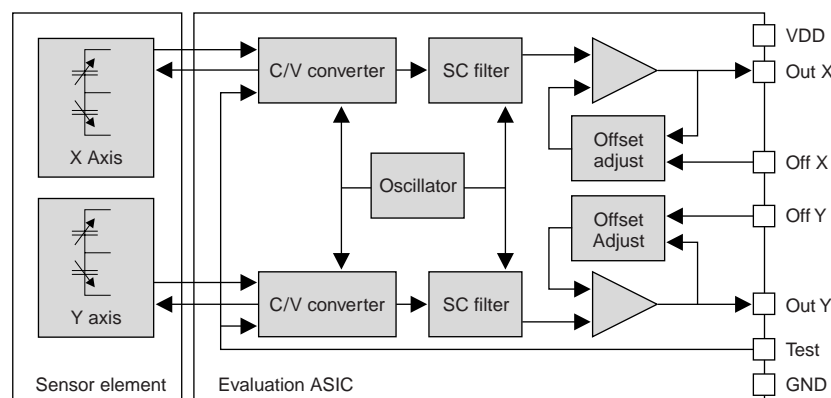 VDD
Out X
C/V converter
SC filter
X Axis
Offset
adjust
Off X
Oscillator
Offset
Adjust
Off Y
C/V converter
SC filter
Y axis
Out Y
Test
Sensor element
Evaluation ASIC
GND